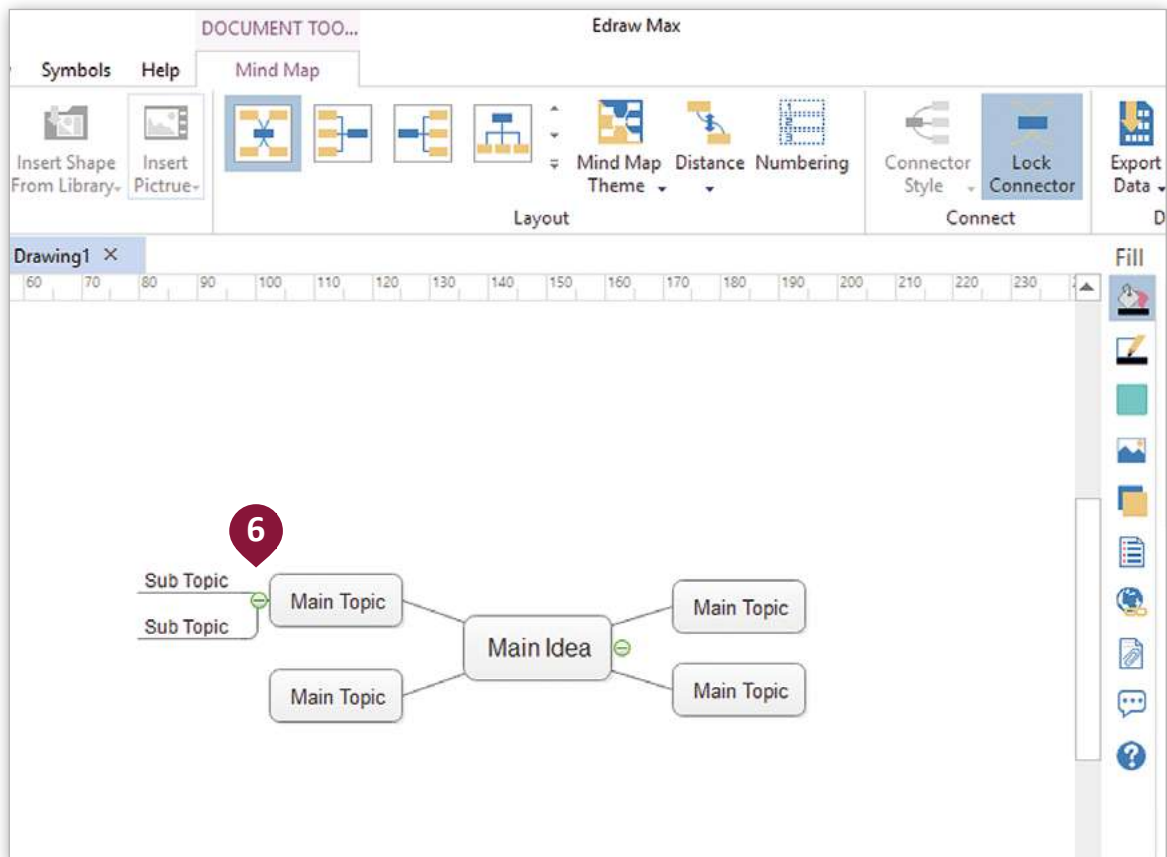 DOCUMENT TOO...
Edraw Max
Symbols
Help
Mind Map
Insert Shape
From Library
Insert
Pictrue
Mind Map
Theme
Distance
1
2
3
Numbering
Connector
Style
Lock
Connector
Export
Data
Layout
Connect
D
Drawing1 ×
Fill
60 70 80 90 100 110 120 130 140 150 160 170 180 190 200 210 220 230
6
Sub Topic
Sub Topic
Main Topic
Main Topic
Main Idea
Main Topic
Main Topic
?